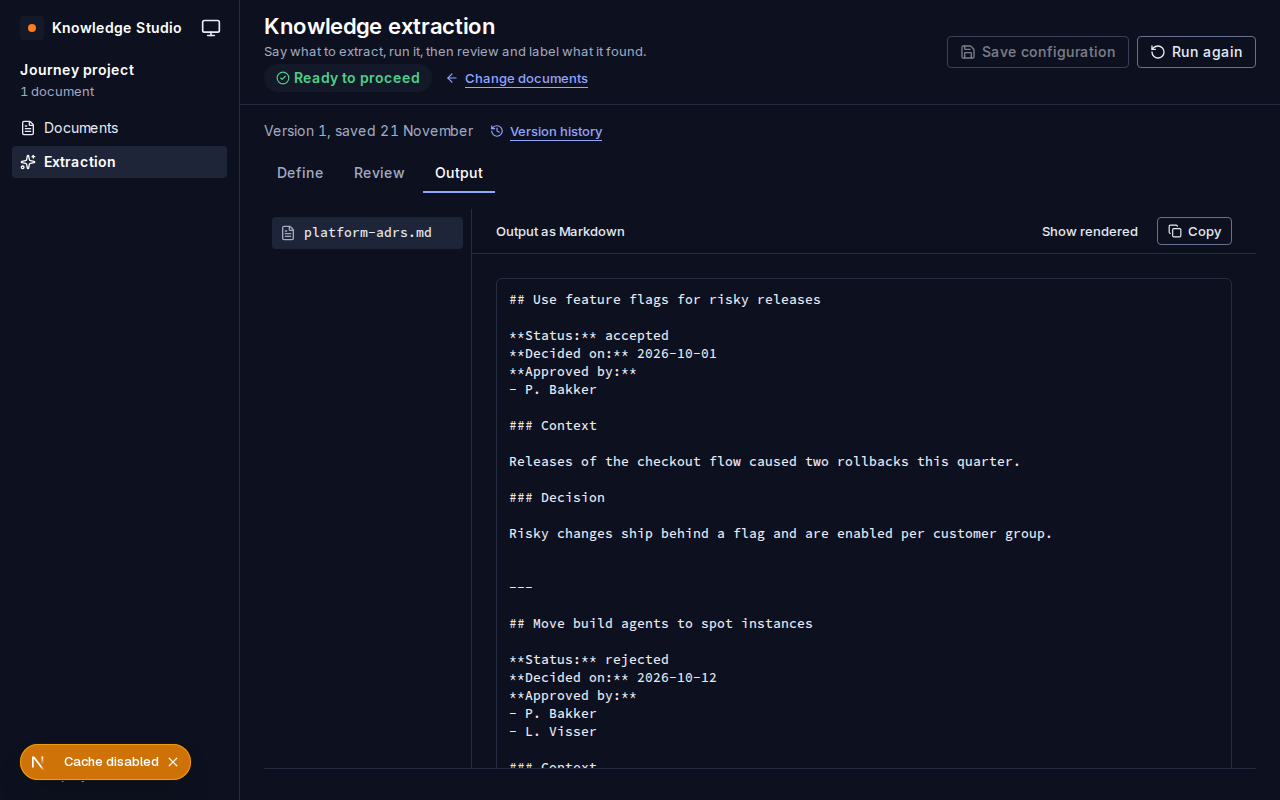 Knowledge Studio
Journey project
1 document
Documents
Extraction
Knowledge extraction
Say what to extract, run it, then review and label what it found.
Ready to proceed
Change documents
Save configuration
Run again
Version 1, saved 21 November
Version history
Define
Review
Output
platform-adrs.md
Output as Markdown
Show rendered
Copy
## Use feature flags for risky releases
**Status:** accepted
**Decided on:** 2026-10-01
**Approved by:**
- P. Bakker
### Context
Releases of the checkout flow caused two rollbacks this quarter.
### Decision
Risky changes ship behind a flag and are enabled per customer group.
---
## Move build agents to spot instances
**Status:** rejected
**Decided on:** 2026-10-12
**Approved by:**
- P. Bakker
- L. Visser
### Context
Cache disabled